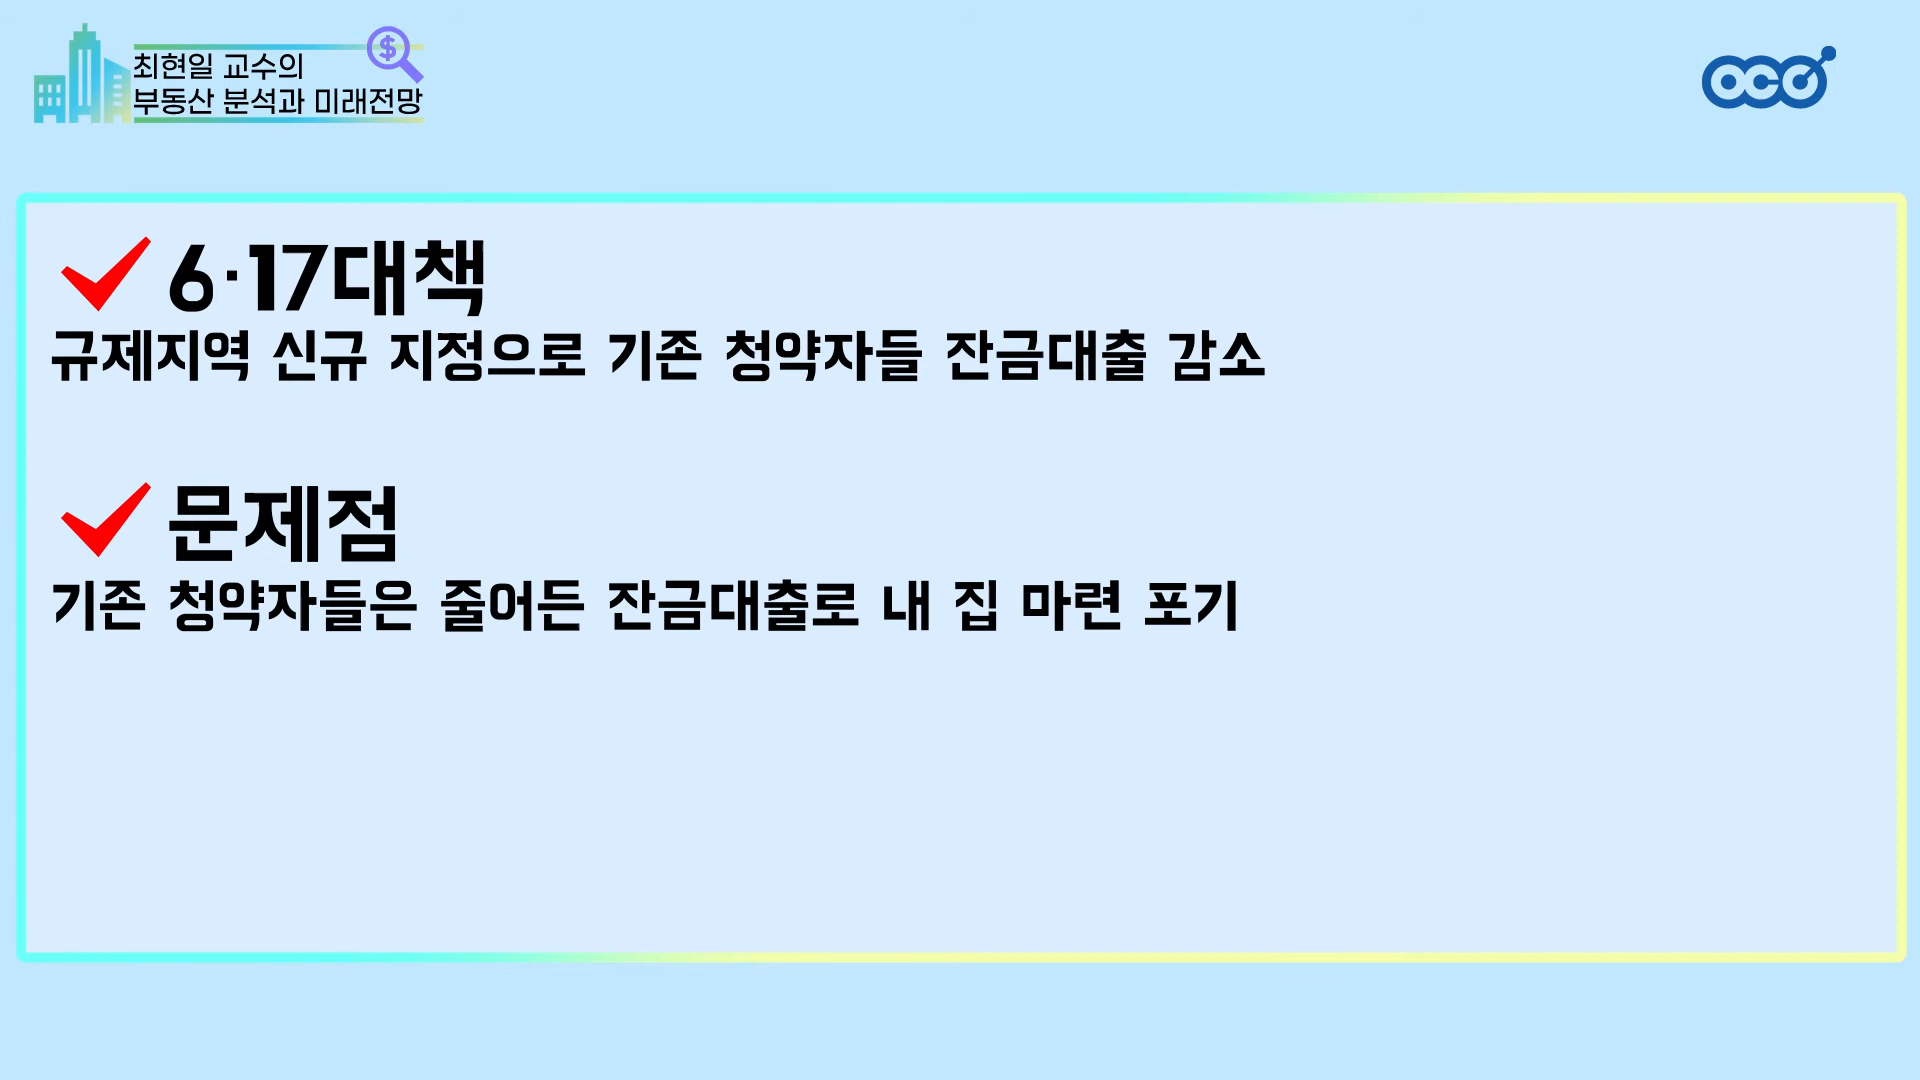 최현일 교수의
부동산 분석과 미래전망
oco
6·17대책
규제지역 신규 지정으로 기존 청약자들 잔금대출 감소
문제점
기존 청약자들은 줄어든 잔금대출로 내 집 마련 포기